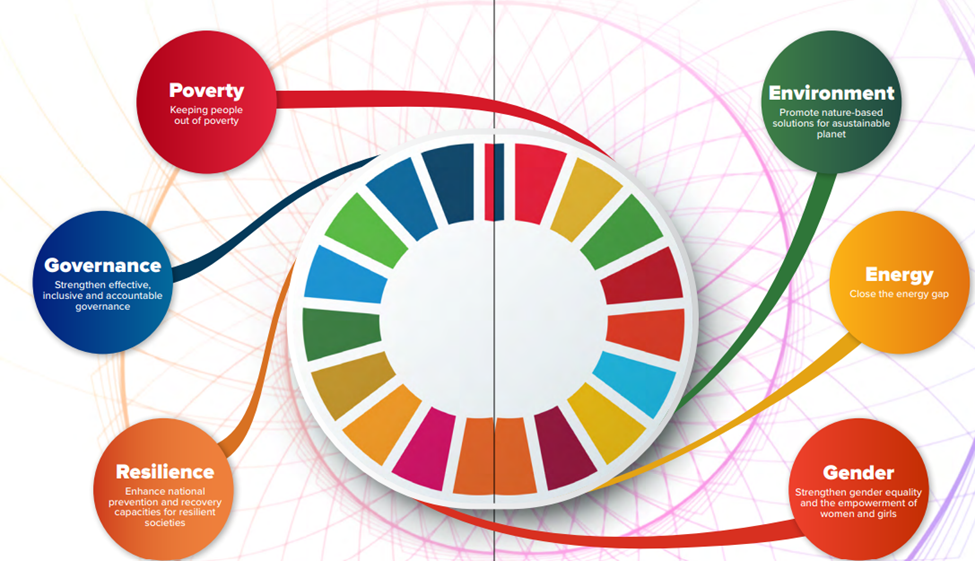 Poverty
Keeping people
out of poverty
Environment
Promote nature-based
solutions for asustainable
planet
Governance
Strengthen effective,
inclusive and accountable
governance
Energy
Close the energy gap
Resilience
Enhance national
prevention and recovery
capacities for resilient
societies
Gender
Strengthen gender equality
and the empowerment of
women and girls